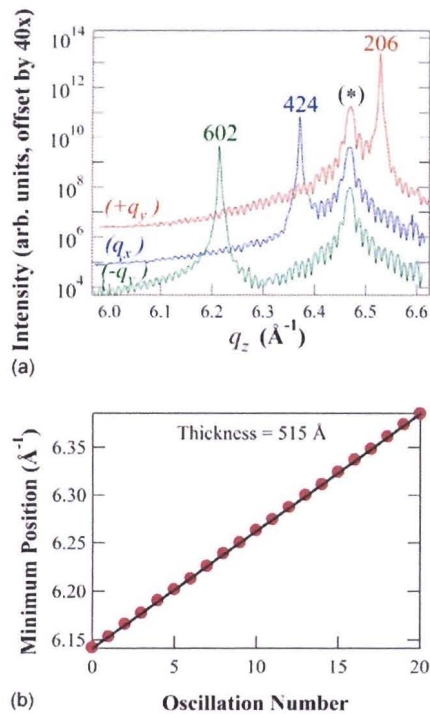 (a)
Intensity (arb. units, offset by 40x)
10^14
10^12
10^10
10^8
10^6
10^4
206
(*)
424
602
(+q_y)
(q_x)
(-q_y)
6.0 6.1 6.2 6.3 6.4 6.5 6.6
q_z (Å^-1)
(b)
Minimum Position (Å^-1)
Thickness = 515 Å
6.35
6.30
6.25
6.20
6.15
0 5 10 15 20
Oscillation Number